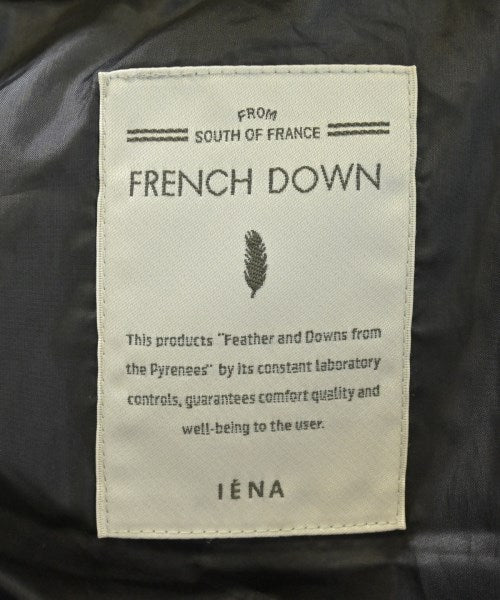 FROM
SOUTH OF FRANCE
FRENCH DOWN
This products "Feather and Downs from
the Pyrenees" by its constant laboratory
controls, guarantees comfort quality and
well-being to the user.
IÉNA